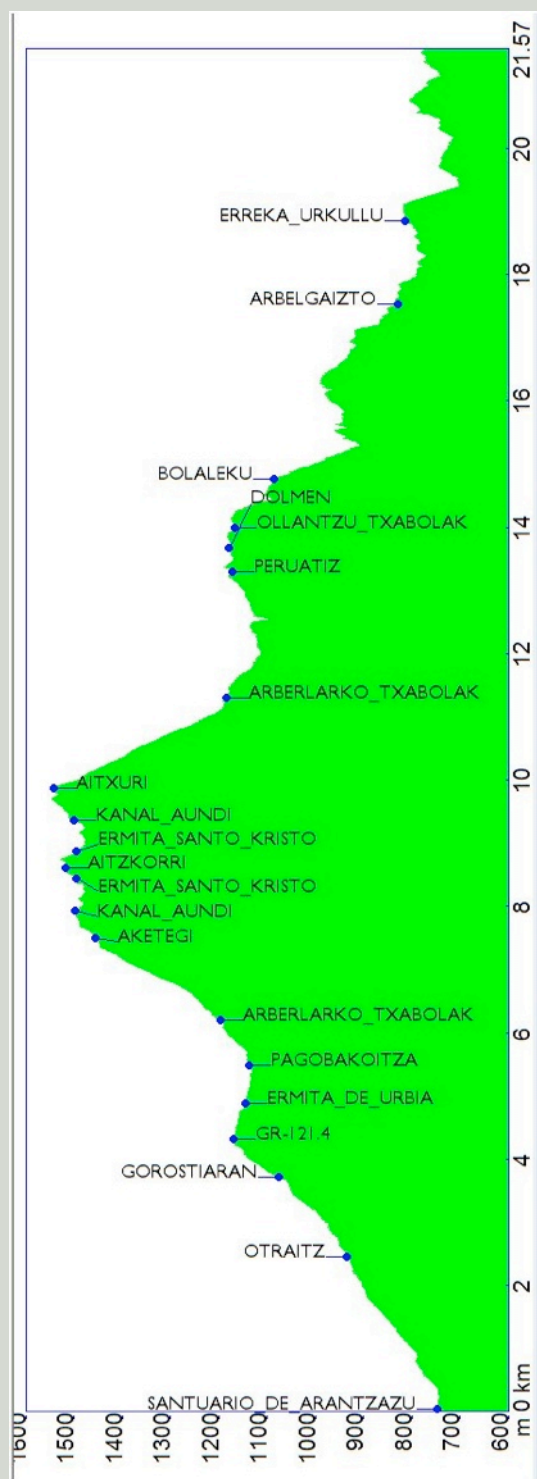 21.57
20
ERREKA_URKULLU
18
ARBELGAIZTO
16
BOLALEKU
DOLMEN
14
OLLANTZU_TXABOLAK
PERUATIZ
12
ARBERLARKO_TXABOLAK
10
AITXURI
KANAL_AUNDI
ERMITA_SANTO_KRISTO
AITZKORRI
ERMITA_SANTO_KRISTO
8
KANAL_AUNDI
AKETEGI
ARBERLARKO_TXABOLAK
6
PAGOBAKOITZA
ERMITA_DE_URBIA
GR-121.4
4
GOROSTIARAN
OTRAITZ
2
SANTUARIO_DE_ARANTZAZU
m 0 km
1600
1500
1400
1300
1200
1100
1000
900
800
700
600